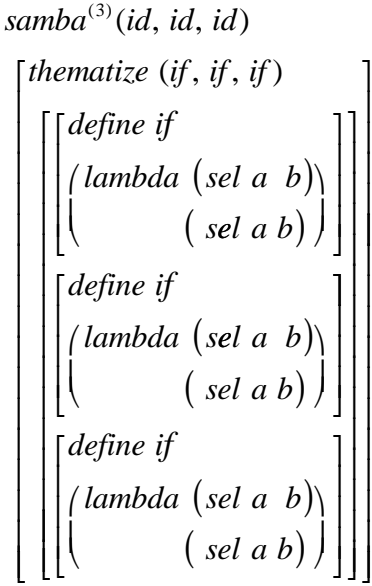 samba⁽³⁾(id, id, id)
[thematize (if, if, if)
[[define if
(lambda (sel a b)
( sel a b))]
[define if
(lambda (sel a b)
( sel a b))]
[define if
(lambda (sel a b)
( sel a b))]]]